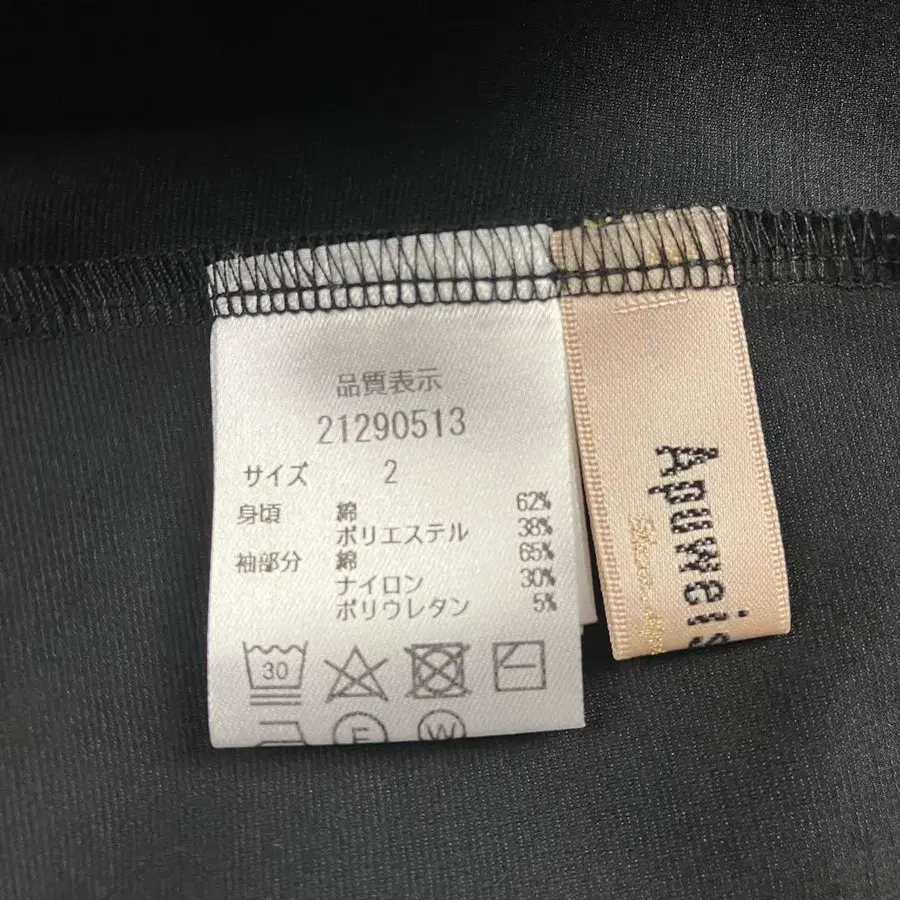 品質表示
21290513
サイズ 2
身頃 綿 62%
ポリエステル 38%
袖部分 綿 65%
ナイロン 30%
ポリウレタン 5%
30
F W
Apuweis